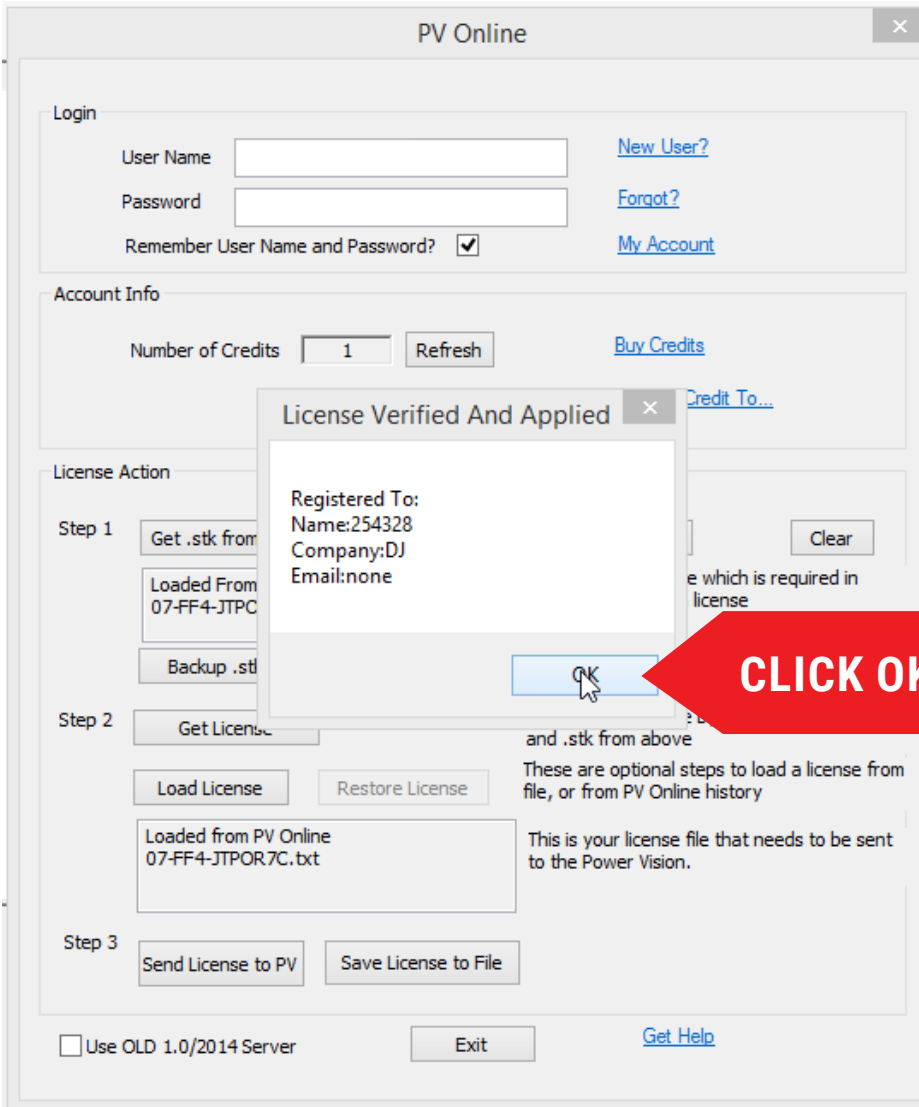 PV Online
Login
User Name
New User?
Password
Forgot?
Remember User Name and Password?
My Account
Account Info
Number of Credits
1
Refresh
Buy Credits
Credit To...
License Verified And Applied
Registered To:
Name:254328
Company:DJ
Email:none
OK
CLICK OK
License Action
Step 1
Get .stk from
Clear
Loaded From
07-FF4-JTPO
which is required in
license
Backup .stk
Step 2
Get License
and .stk from above
Load License
Restore License
These are optional steps to load a license from
file, or from PV Online history
Loaded from PV Online
07-FF4-JTPOR7C.txt
This is your license file that needs to be sent
to the Power Vision.
Step 3
Send License to PV
Save License to File
Use OLD 1.0/2014 Server
Exit
Get Help